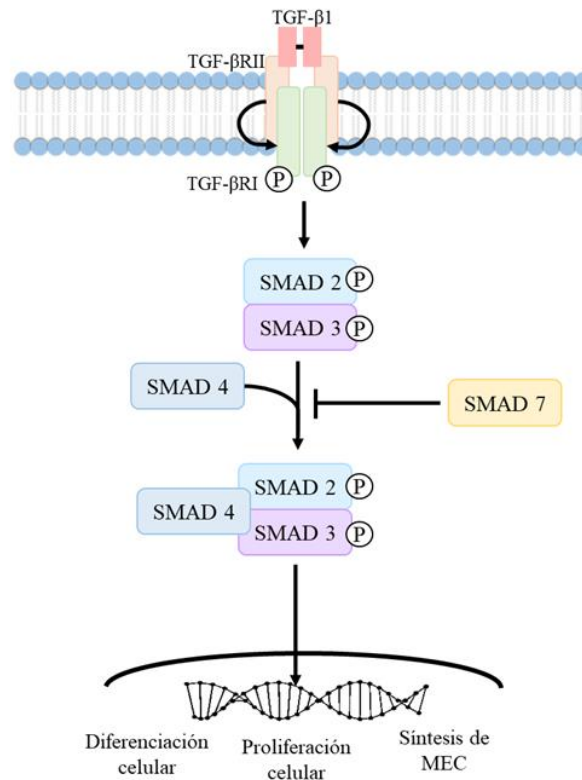 TGF-β1
TGF-βRII
TGF-βRI
P
P
SMAD 2
P
SMAD 3
P
SMAD 4
SMAD 7
SMAD 2
P
SMAD 4
SMAD 3
P
Diferenciación
celular
Proliferación
celular
Síntesis de
MEC